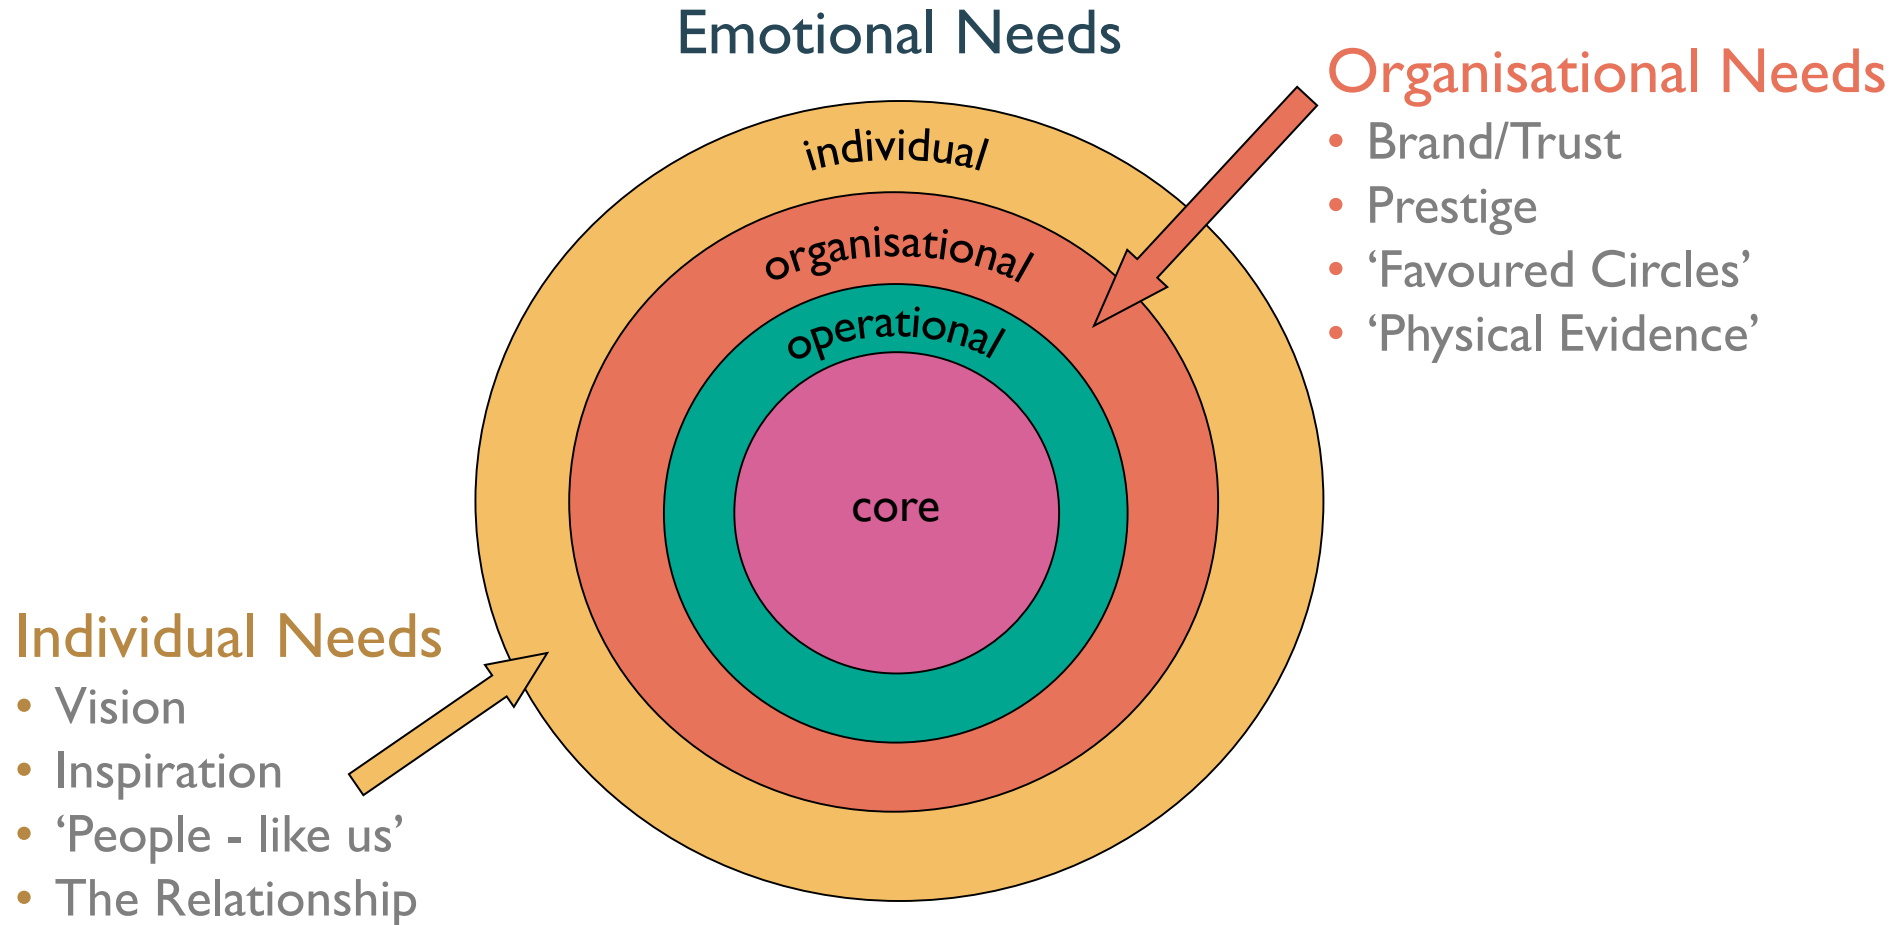 Emotional Needs
Organisational Needs
• Brand/Trust
• Prestige
• ‘Favoured Circles’
• ‘Physical Evidence’
individual
organisational
operational
core
Individual Needs
• Vision
• Inspiration
• ‘People - like us’
• The Relationship